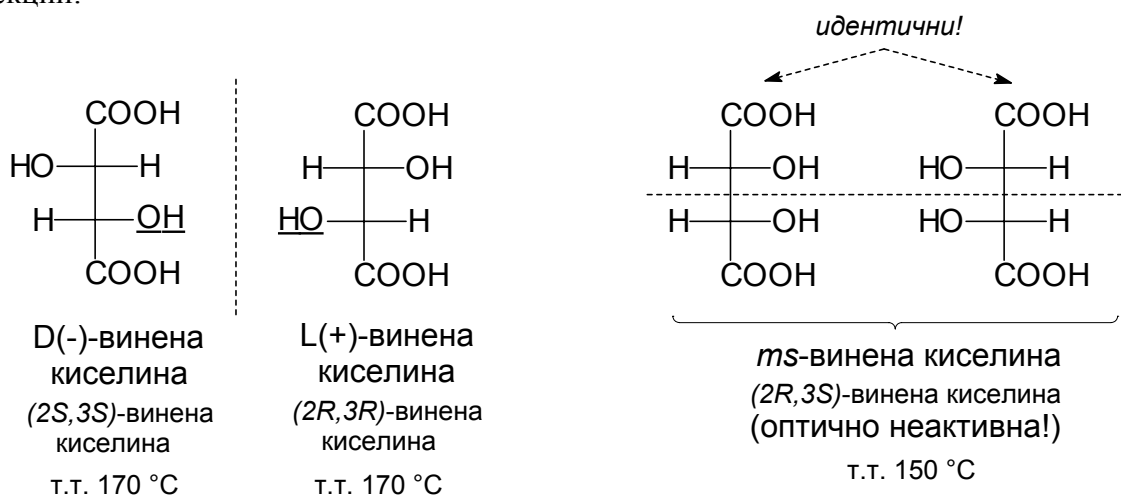 идентични!
COOH
HO H
H OH
COOH
COOH
H OH
HO H
COOH
COOH
H OH
H OH
COOH
COOH
HO H
HO H
COOH
D(-)-винена
киселина
(2S,3S)-винена
киселина
т.т. 170 °C
L(+)-винена
киселина
(2R,3R)-винена
киселина
т.т. 170 °C
ms-винена киселина
(2R,3S)-винена киселина
(оптично неактивна!)
т.т. 150 °C